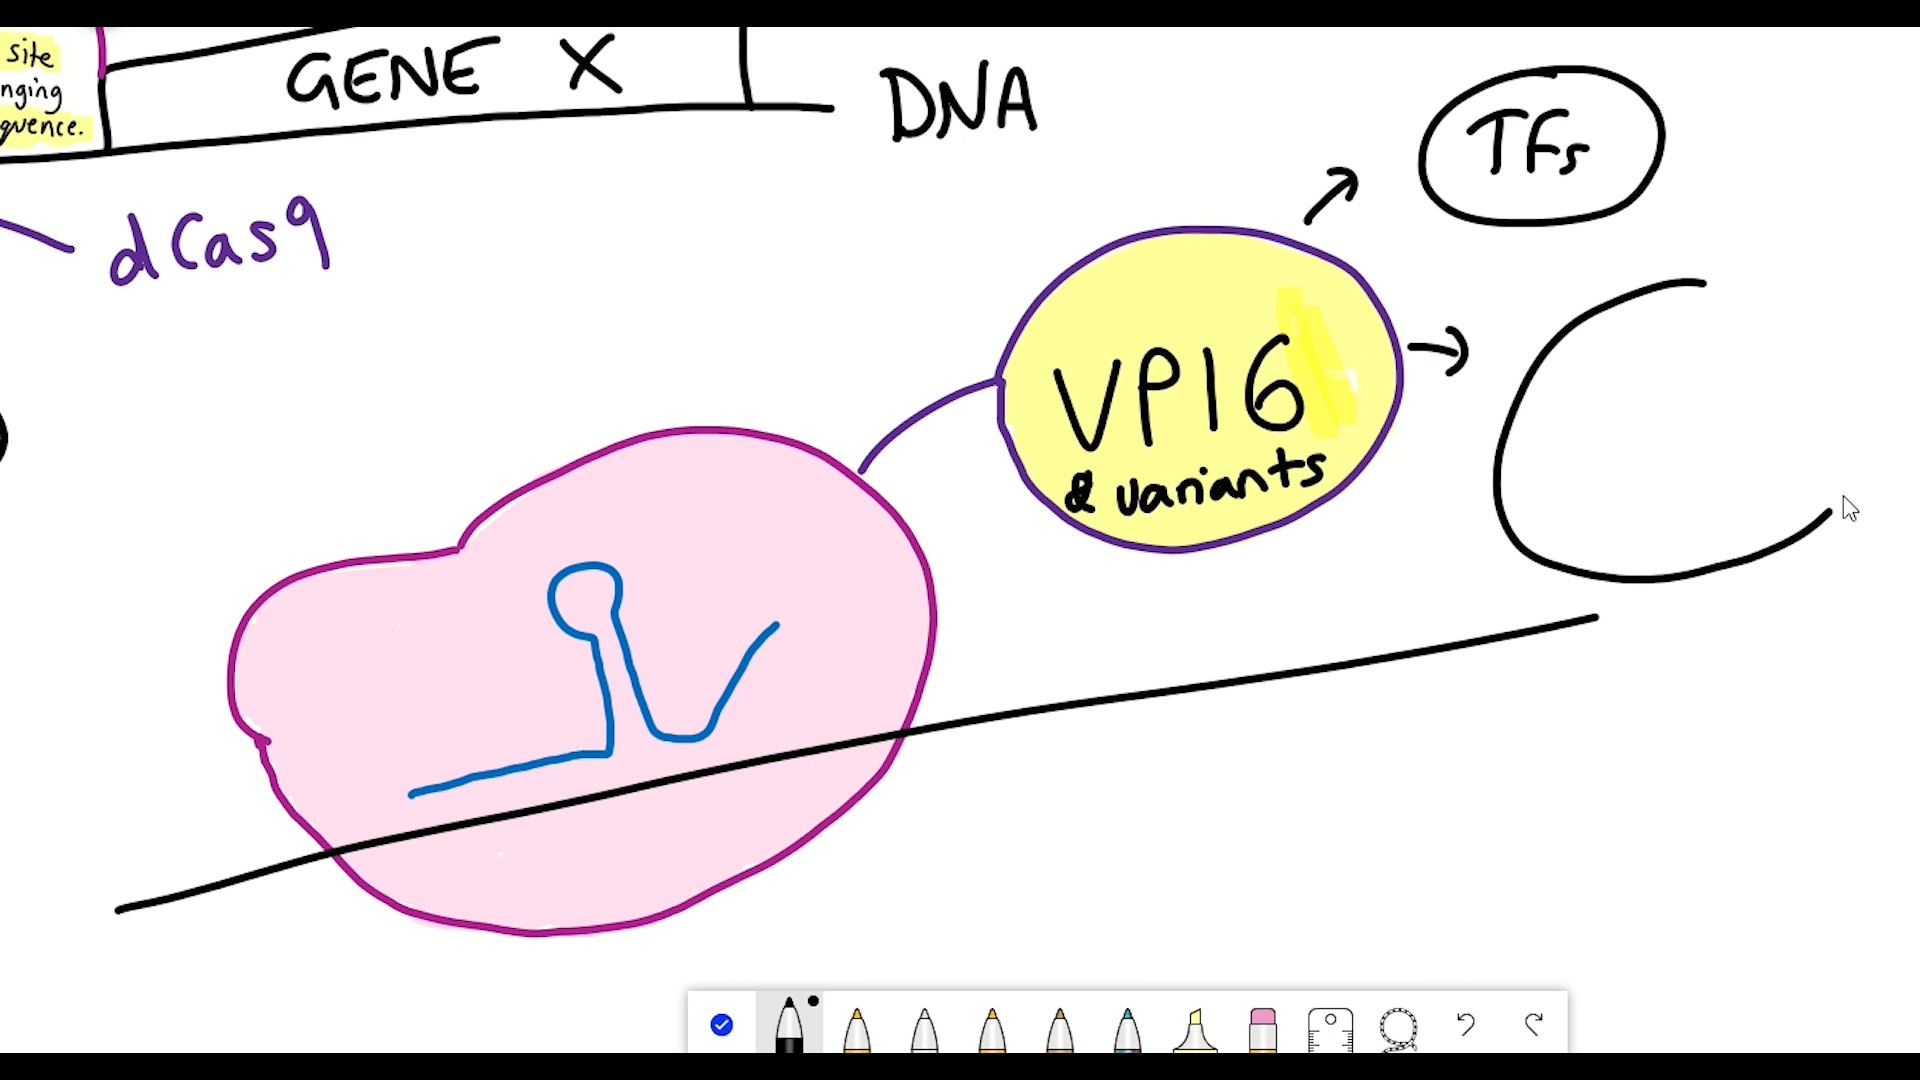 site
nging
quence.
GENE X
DNA
TFs
dCas9
VP16
& variants